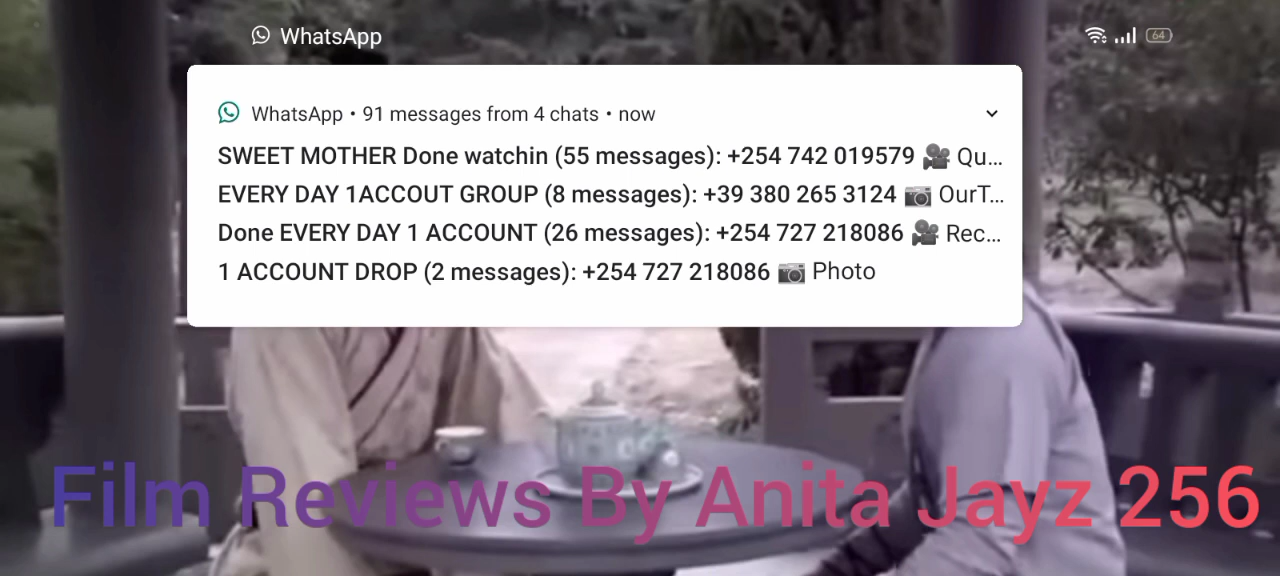 WhatsApp
64
WhatsApp • 91 messages from 4 chats • now
SWEET MOTHER Done watchin (55 messages): +254 742 019579 🎥 Qu...
EVERY DAY 1ACCOUT GROUP (8 messages): +39 380 265 3124 📷 OurT...
Done EVERY DAY 1 ACCOUNT (26 messages): +254 727 218086 🎥 Rec...
1 ACCOUNT DROP (2 messages): +254 727 218086 📷 Photo
Film Reviews By Anita Jayz 256